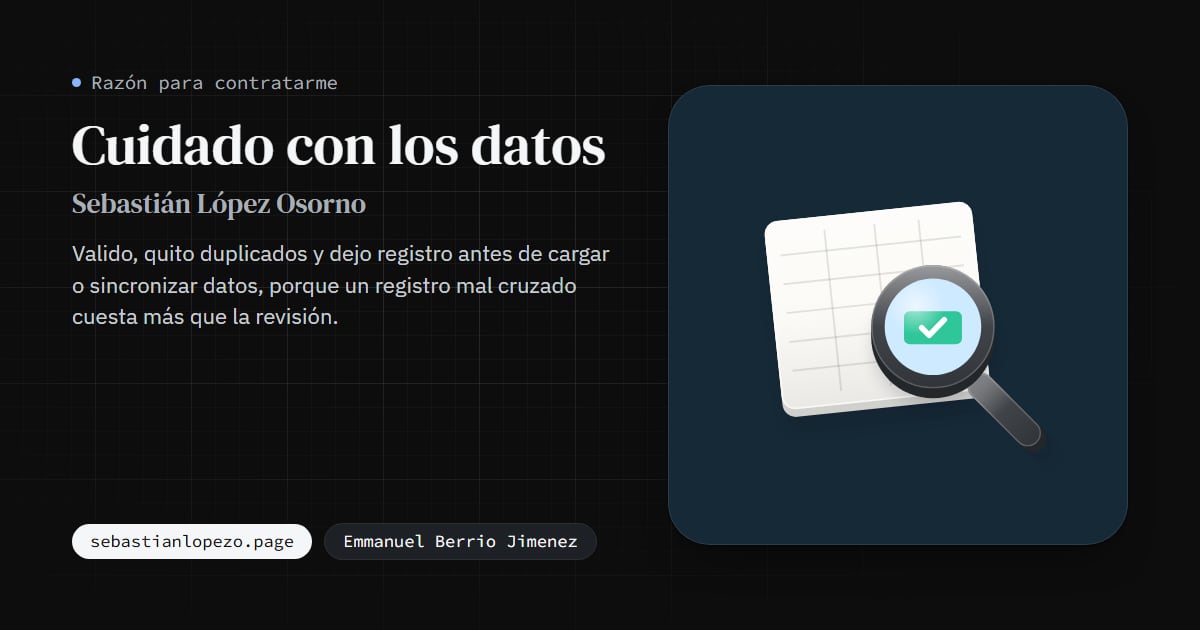 Razón para contratarme
Cuidado con los datos
Sebastián López Osorno
Valido, quito duplicados y dejo registro antes de cargar
o sincronizar datos, porque un registro mal cruzado
cuesta más que la revisión.
sebastianlopezo.page
Emmanuel Berrio Jimenez